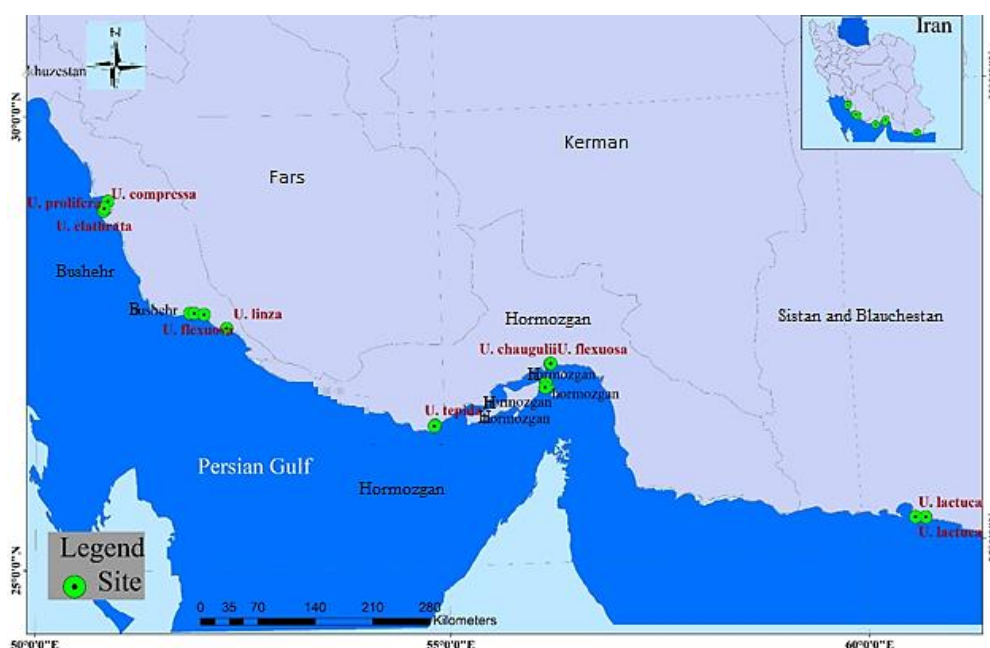 N
Iran
huzestan
30°0'0"N
Kerman
Fars
U. compressa
U. prolifera
U. clathrata
Bushehr
Bushehr
U. linza
U. flexuosa
Hormozgan
Sistan and Blauchestan
U. chaugulii U. flexuosa
Hormozgan
hormozgan
Hormozgan
U. tepida
Hormozgan
Persian Gulf
Hormozgan
U. lactuca
U. lactuca
Legend
Site
25°0'0"N
0 35 70 140 210 280
Kilometers
50°0'0"E 55°0'0"E 60°0'0"E